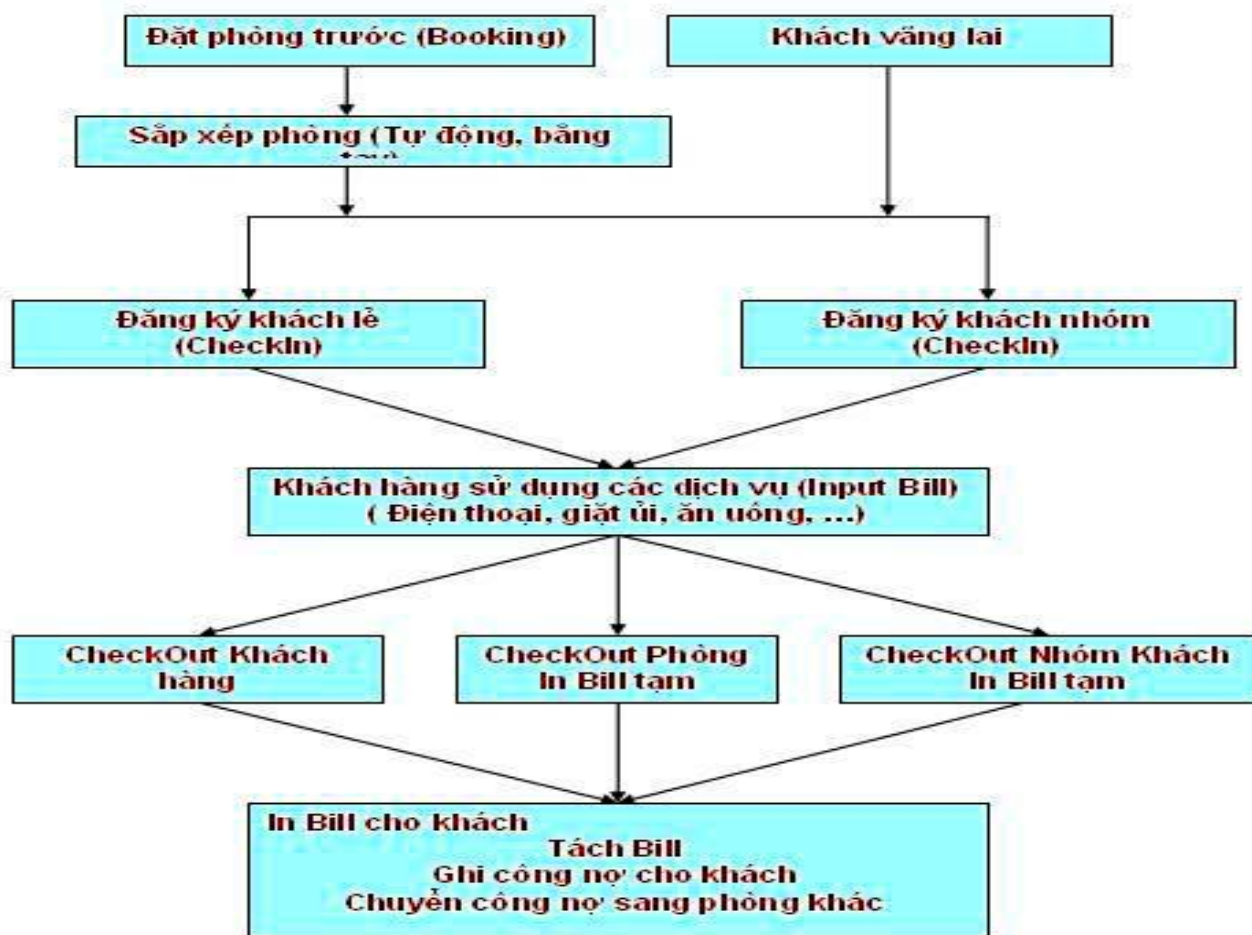 Đặt phòng trước (Booking)
Khách vãng lai
Sắp xếp phòng (Tự động, bằng
Đăng ký khách lẻ
(CheckIn)
Đăng ký khách nhóm
(CheckIn)
Khách hàng sử dụng các dịch vụ (Input Bill)
( Điện thoại, giặt ủi, ăn uống, ...)
CheckOut Khách
hàng
CheckOut Phòng
In Bill tạm
CheckOut Nhóm Khách
In Bill tạm
In Bill cho khách
Tách Bill
Ghi công nợ cho khách
Chuyển công nợ sang phòng khác